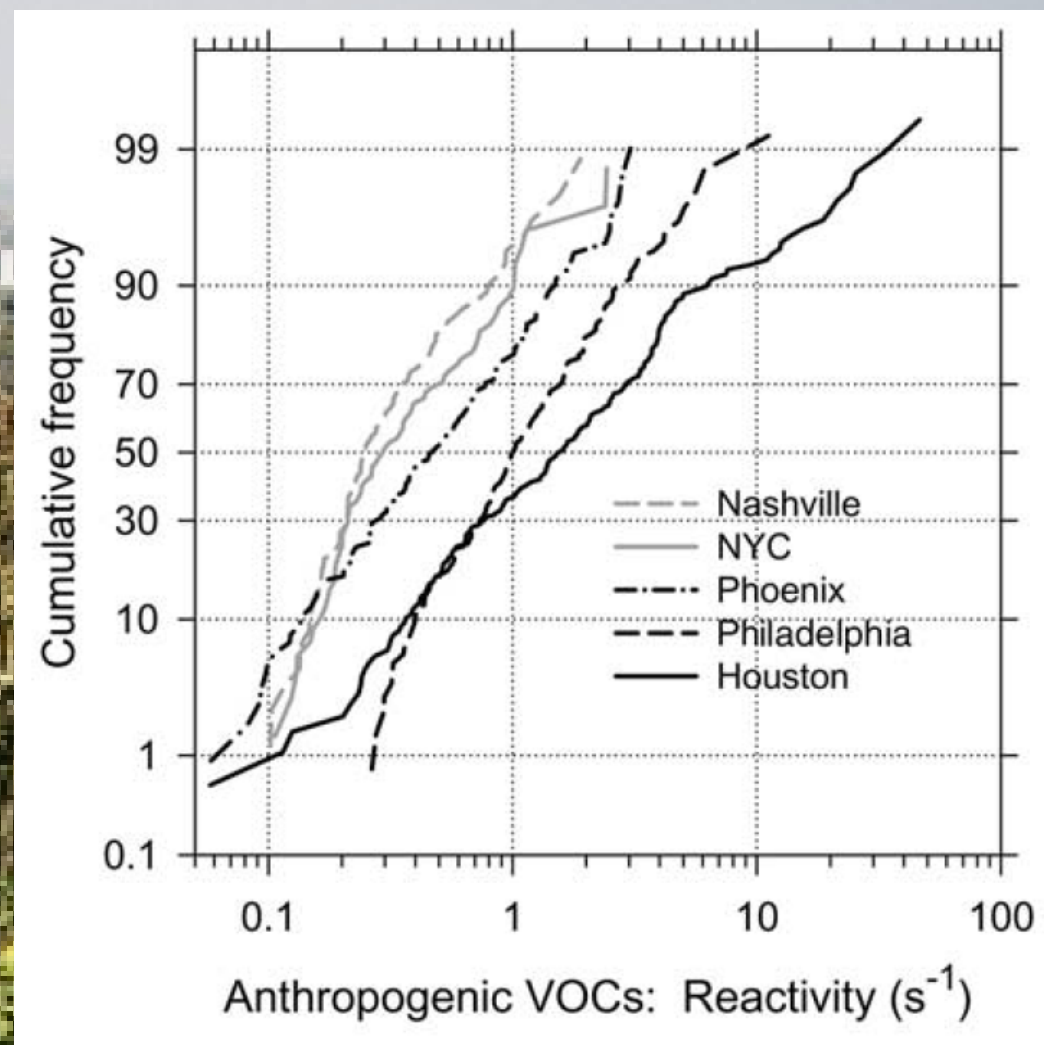 99
90
70
50
30
10
1
0.1
Cumulative frequency
Nashville
NYC
Phoenix
Philadelphia
Houston
0.1 1 10 100
Anthropogenic VOCs: Reactivity (s⁻¹)